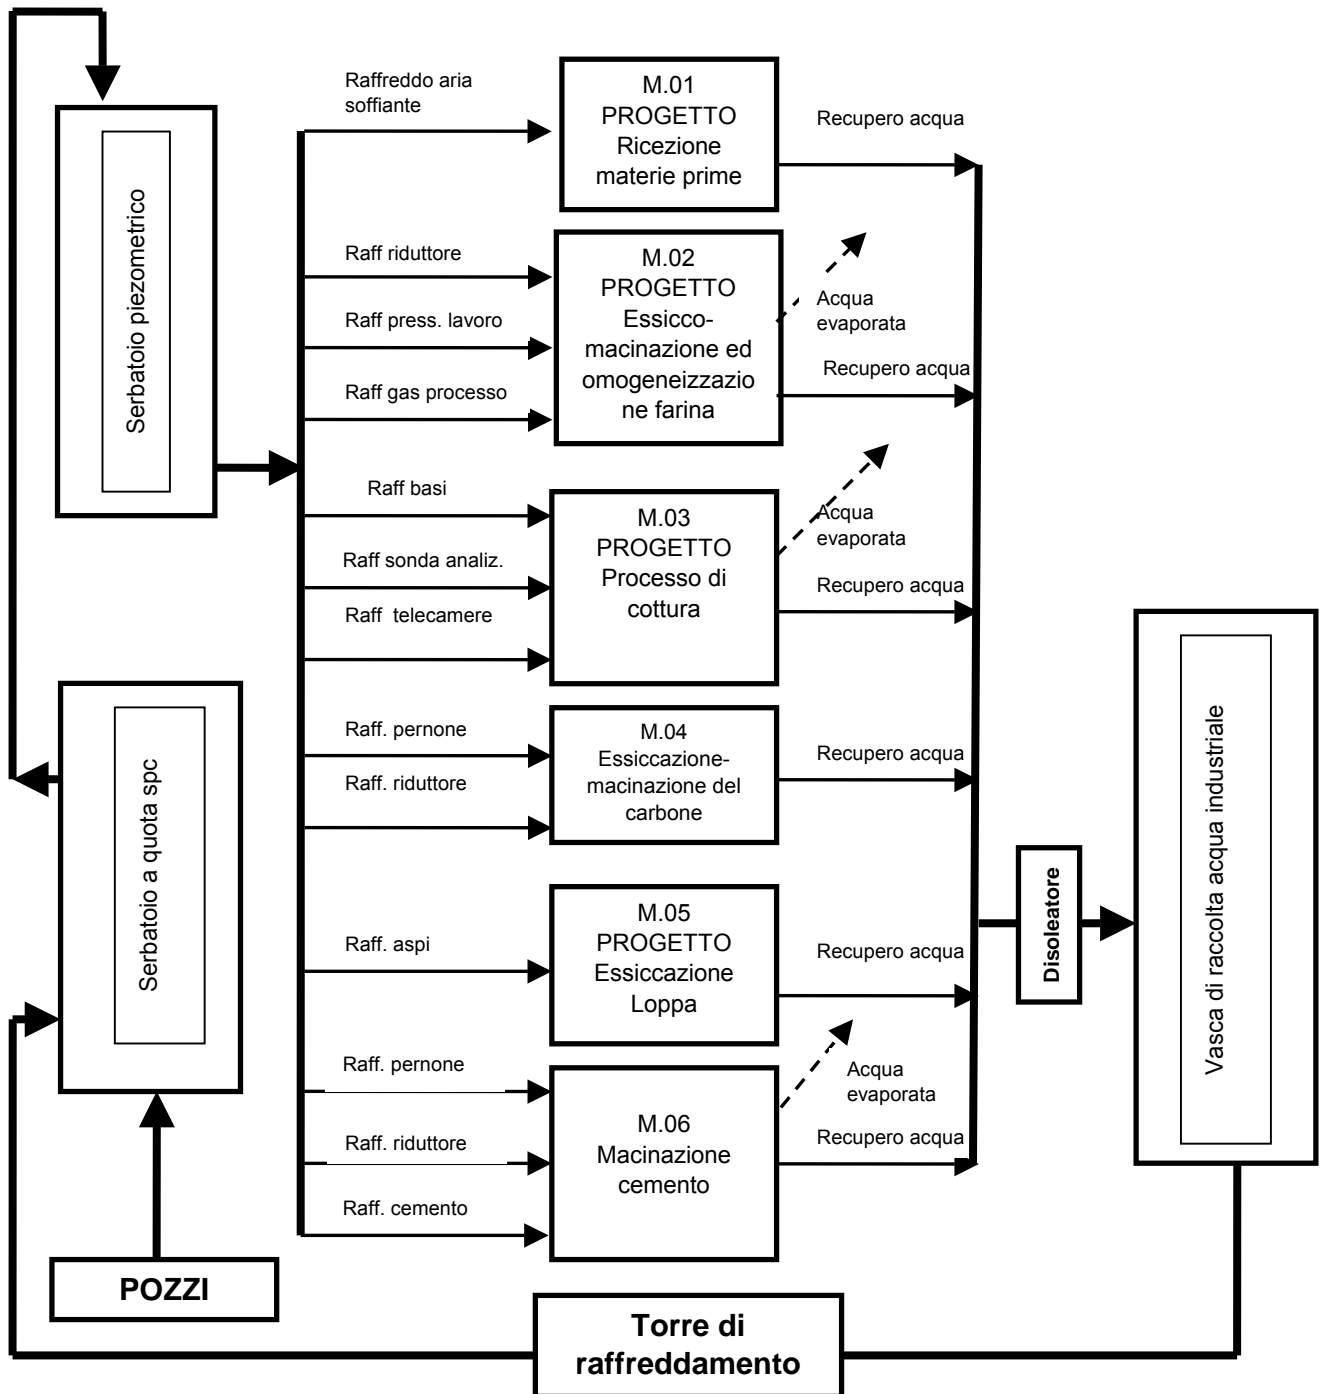 Serbatoio piezometrico
Serbatoio a quota spc
POZZI
Raffreddo aria
soffiante
M.01
PROGETTO
Ricezione
materie prime
Recupero acqua
Raff riduttore
Raff press. lavoro
Raff gas processo
M.02
PROGETTO
Essicco-
macinazione ed
omogeneizzazio
ne farina
Acqua
evaporata
Recupero acqua
Raff basi
Raff sonda analiz.
Raff telecamere
M.03
PROGETTO
Processo di
cottura
Acqua
evaporata
Recupero acqua
Raff. pernone
Raff. riduttore
M.04
Essiccazione-
macinazione del
carbone
Recupero acqua
Raff. aspi
M.05
PROGETTO
Essiccazione
Loppa
Recupero acqua
Raff. pernone
Raff. riduttore
Raff. cemento
M.06
Macinazione
cemento
Acqua
evaporata
Recupero acqua
Disoleatore
Vasca di raccolta acqua industriale
Torre di
raffreddamento